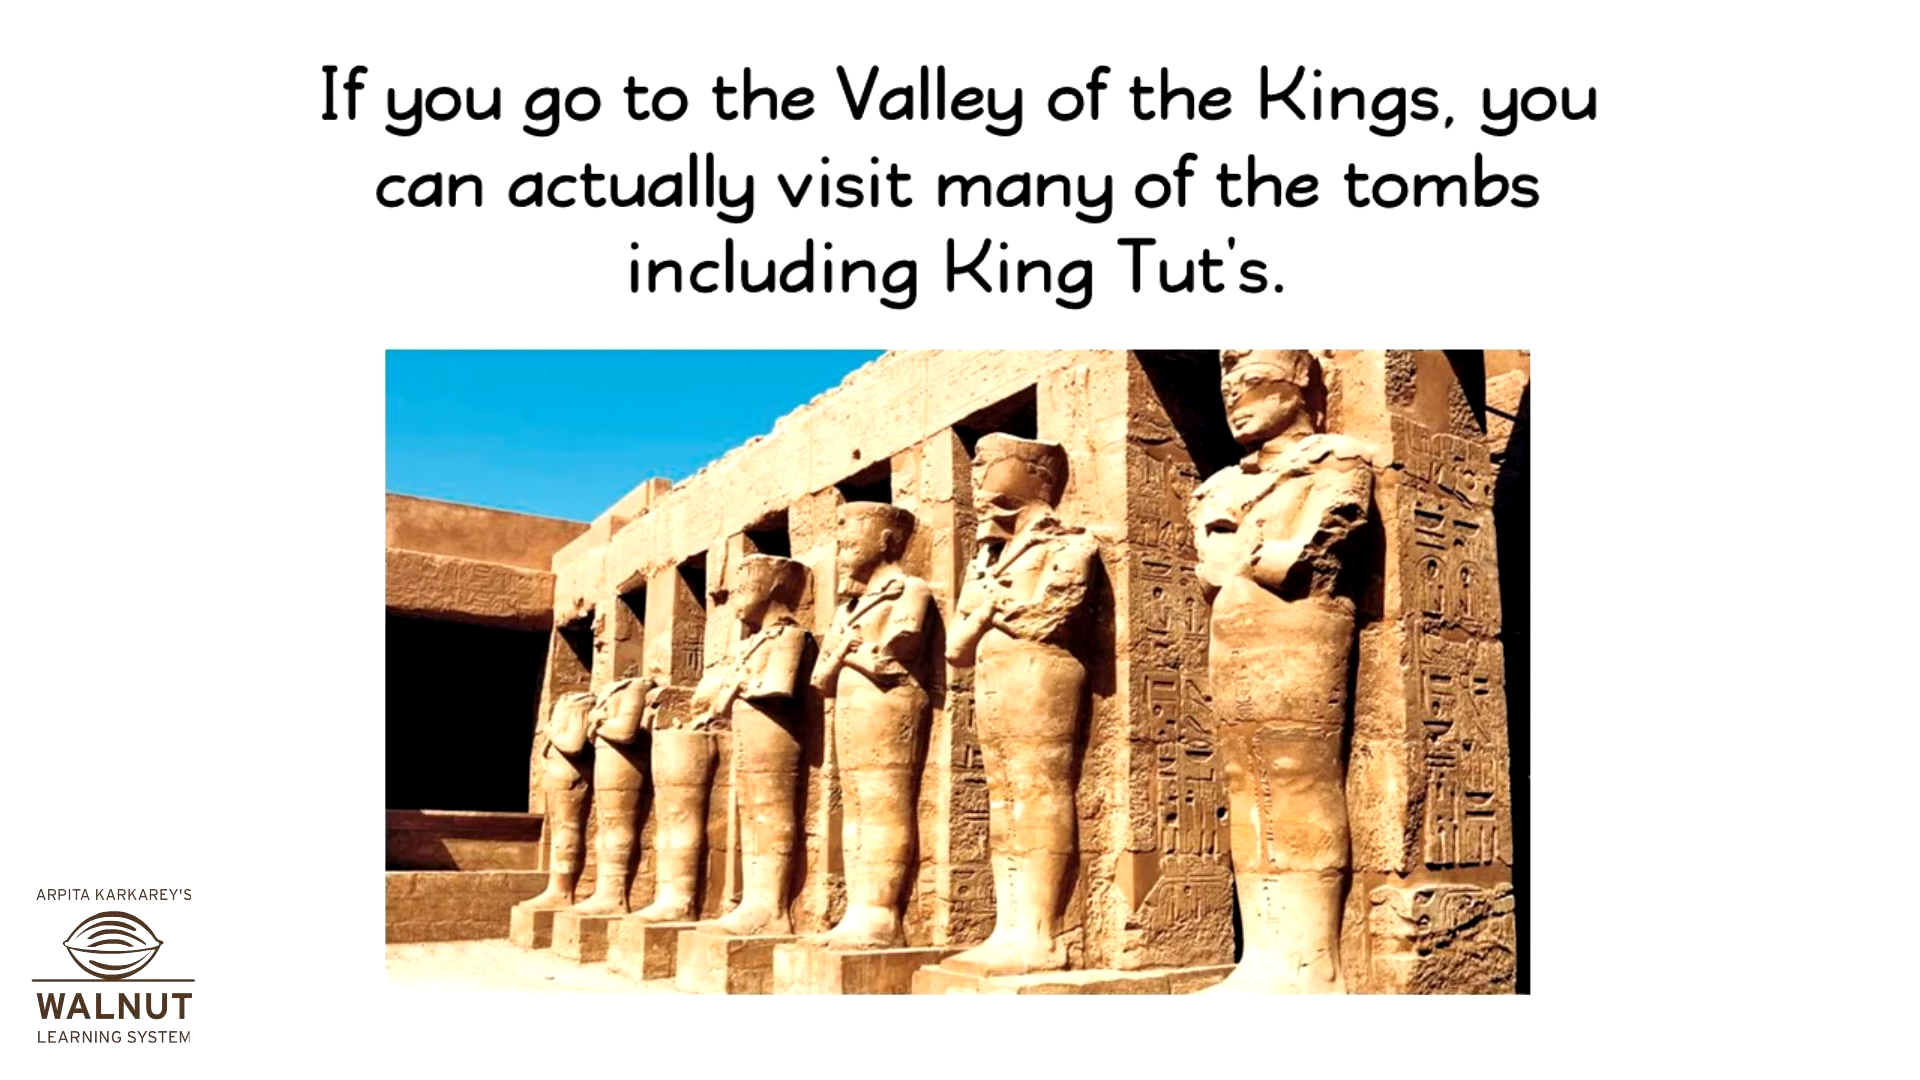 If you go to the Valley of the Kings, you
can actually visit many of the tombs
including King Tut's.
ARPITA KARKAREY'S
WALNUT
LEARNING SYSTEM